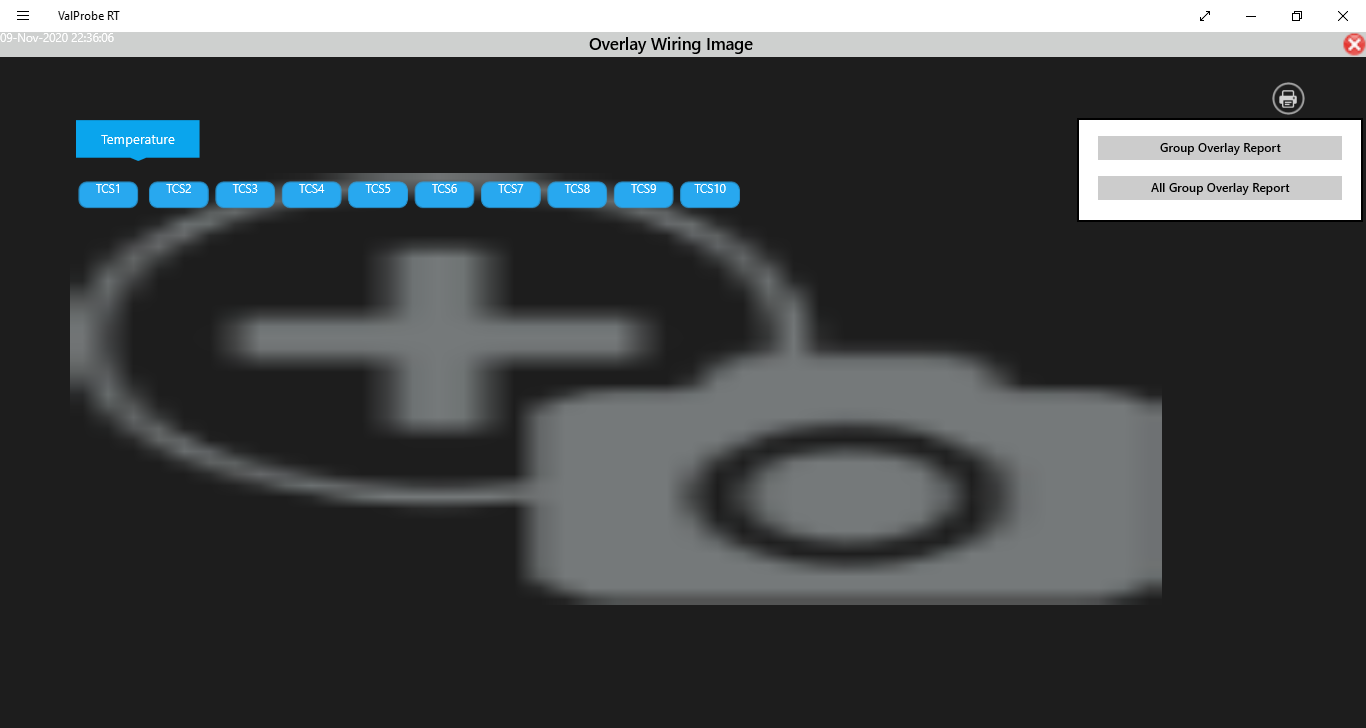 ValProbe RT
09-Nov-2020 22:36:06
Overlay Wiring Image
Temperature
Group Overlay Report
All Group Overlay Report
TCS1 TCS2 TCS3 TCS4 TCS5 TCS6 TCS7 TCS8 TCS9 TCS10